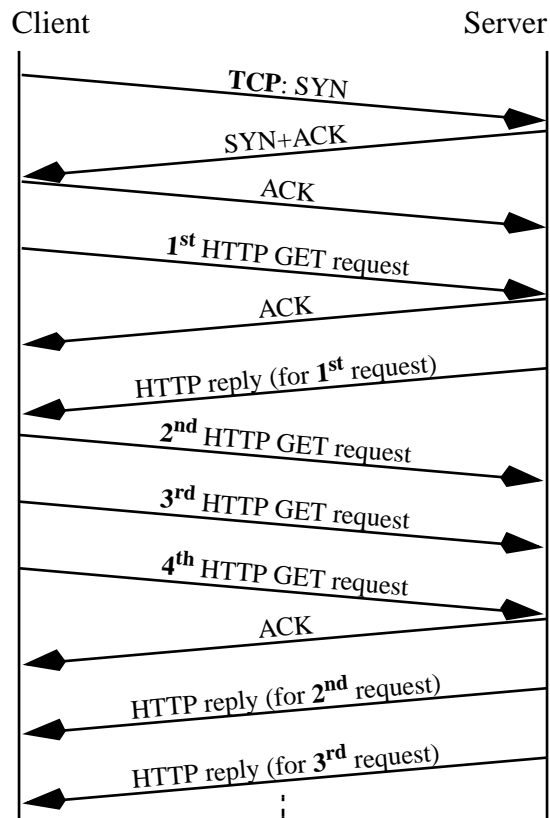 Client Server
TCP: SYN
SYN+ACK
ACK
1st HTTP GET request
ACK
HTTP reply (for 1st request)
2nd HTTP GET request
3rd HTTP GET request
4th HTTP GET request
ACK
HTTP reply (for 2nd request)
HTTP reply (for 3rd request)